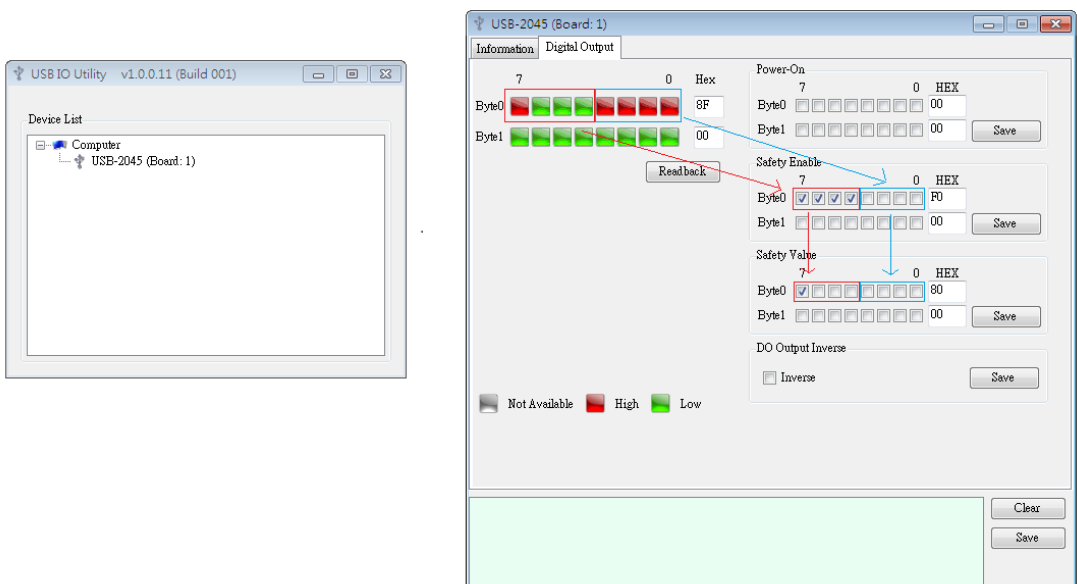 USB IO Utility v1.0.0.11 (Build 001)
Device List
Computer
USB-2045 (Board: 1)
USB-2045 (Board: 1)
Information Digital Output
7 0 Hex
Byte0 8F
Byte1 00
Readback
Not Available High Low
Power-On
7 0 HEX
Byte0 00
Byte1 00 Save
Safety Enable
7 0 HEX
Byte0 F0
Byte1 00 Save
Safety Value
7 0 HEX
Byte0 80
Byte1 00 Save
DO Output Inverse
Inverse Save
Clear
Save